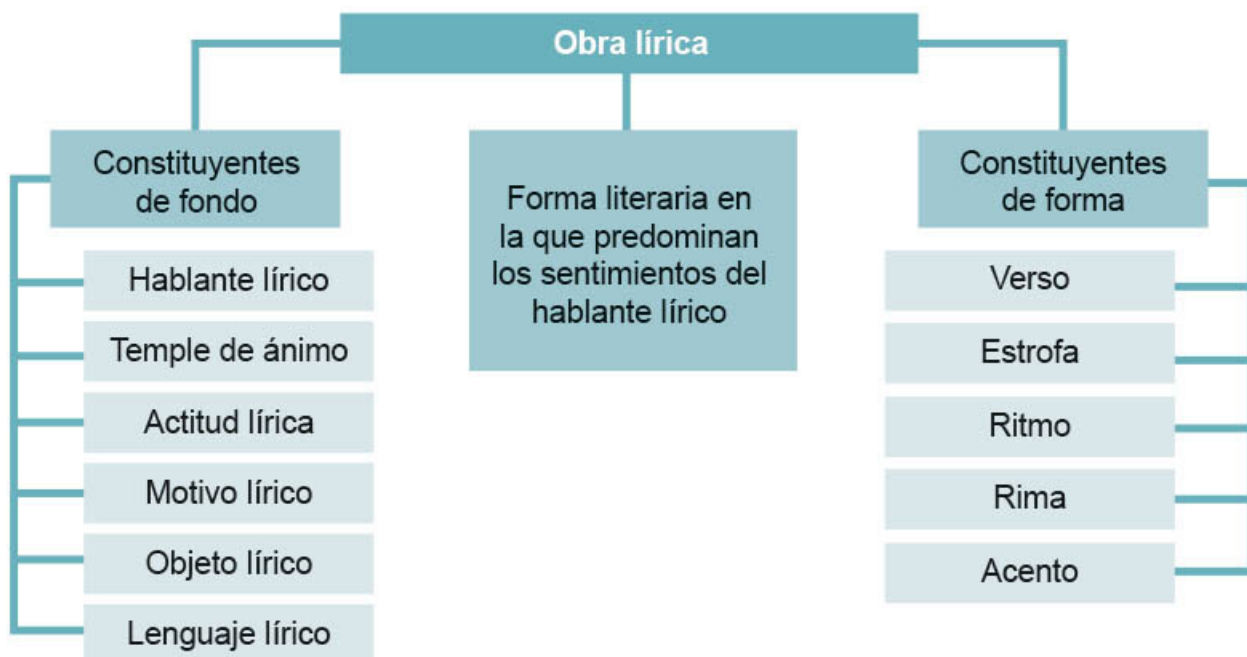 Obra lírica
Constituyentes
de fondo
Hablante lírico
Temple de ánimo
Actitud lírica
Motivo lírico
Objeto lírico
Lenguaje lírico
Forma literaria en
la que predominan
los sentimientos del
hablante lírico
Constituyentes
de forma
Verso
Estrofa
Ritmo
Rima
Acento